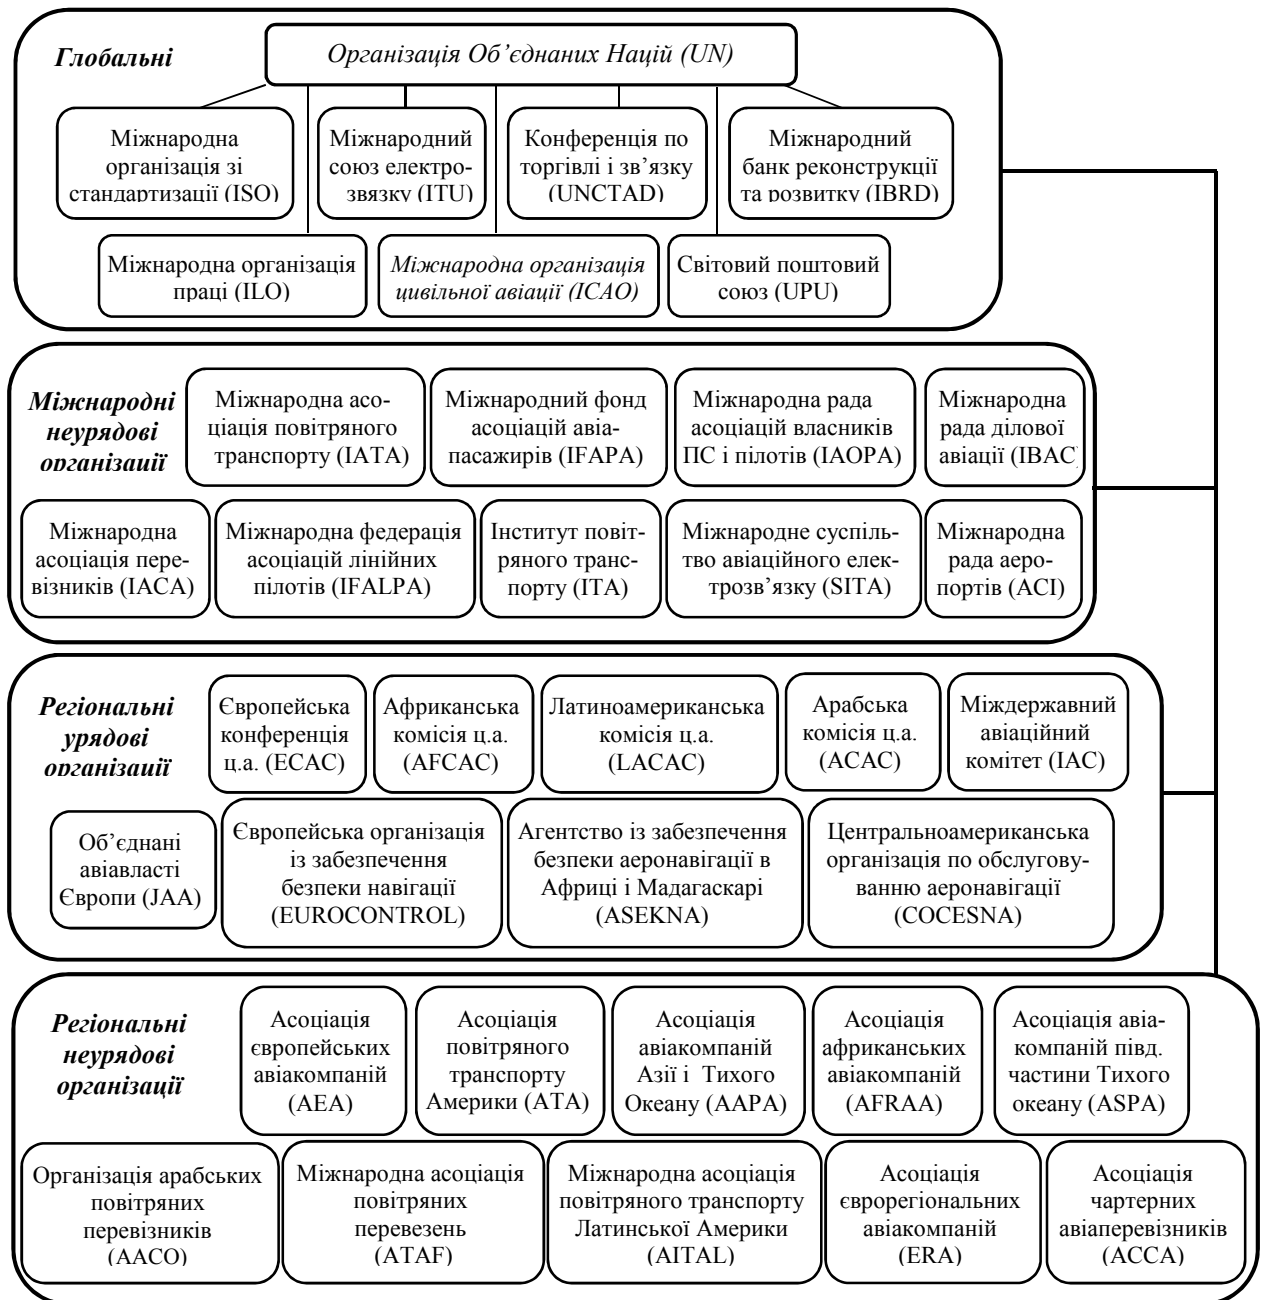 Глобальні
Організація Об’єднаних Націй (UN)
Міжнародна
організація зі
стандартизації (ISO)
Міжнародний
союз електро-
звязку (ITU)
Конференція по
торгівлі і зв’язку
(UNCTAD)
Міжнародний
банк реконструкції
та розвитку (IBRD)
Міжнародна організація
праці (ILO)
Міжнародна організація
цивільної авіації (ICAO)
Світовий поштовий
союз (UPU)
Міжнародні
неурядові
організації
Міжнародна асо-
ціація повітряного
транспорту (IATA)
Міжнародний фонд
асоціацій авіа-
пасажирів (IFAPA)
Міжнародна рада
асоціацій власників
ПС і пілотів (IAOPA)
Міжнародна
рада ділової
авіації (IBAC)
Міжнародна
асоціація пере-
візників (IACA)
Міжнародна федерація
асоціацій лінійних
пілотів (IFALPA)
Інститут повіт-
ряного транс-
порту (ITA)
Міжнародне суспіль-
ство авіаційного елек-
трозв’язку (SITA)
Міжнародна
рада аеро-
портів (ACI)
Регіональні
урядові
організації
Європейська
конференція
ц.а. (ECAC)
Африканська
комісія ц.а.
(AFCAC)
Латиноамериканська
комісія ц.а.
(LACAC)
Арабська
комісія ц.а.
(ACAC)
Міждержавний
авіаційний
комітет (IAC)
Об’єднані
авіавласті
Європи (JAA)
Європейська організація
із забезпечення
безпеки навігації
(EUROCONTROL)
Агентство із забезпечення
безпеки аеронавігації в
Африці і Мадагаскарі
(ASEKNA)
Центральноамериканська
організація по обслугову-
ванню аеронавігації
(COCESNA)
Регіональні
неурядові
організації
Асоціація
європейських
авіакомпаній
(AEA)
Асоціація
повітряного
транспорту
Америки (ATA)
Асоціація
авіакомпаній
Азії і Тихого
Океану (AAPA)
Асоціація
африканських
авіакомпаній
(AFRAA)
Асоціація авіа-
компаній півд.
частини Тихого
океану (ASPA)
Організація арабських
повітряних
перевізників
(AACO)
Міжнародна асоціація
повітряних
перевезень
(ATAF)
Міжнародна асоціація
повітряного транспорту
Латинської Америки
(AITAL)
Асоціація
єврорегіональних
авіакомпаній
(ERA)
Асоціація
чартерних
авіаперевізників
(ACCA)